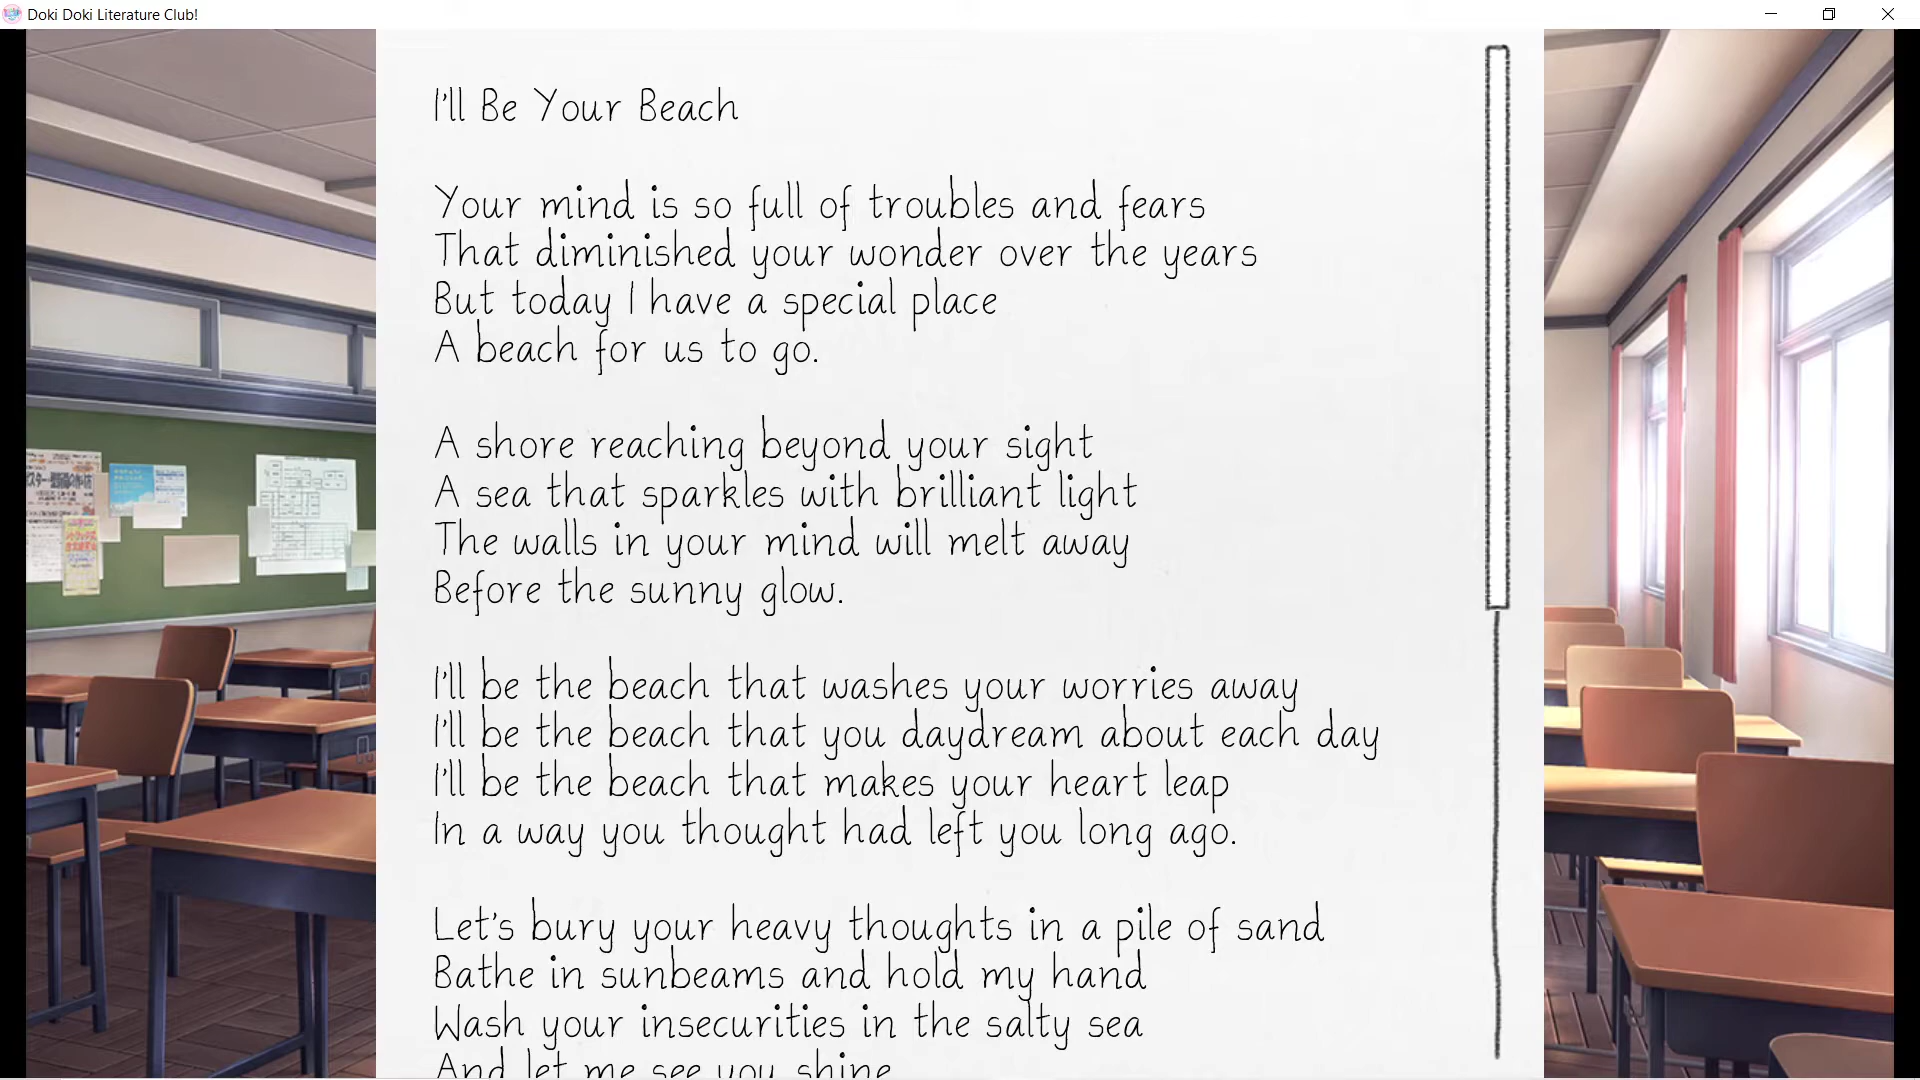 Doki Doki Literature Club!
I'll Be Your Beach
Your mind is so full of troubles and fears
That diminished your wonder over the years
But today I have a special place
A beach for us to go.
A shore reaching beyond your sight
A sea that sparkles with brilliant light
The walls in your mind will melt away
Before the sunny glow.
I'll be the beach that washes your worries away
I'll be the beach that you daydream about each day
I'll be the beach that makes your heart leap
In a way you thought had left you long ago.
Let's bury your heavy thoughts in a pile of sand
Bathe in sunbeams and hold my hand
Wash your insecurities in the salty sea
And let me see you shine